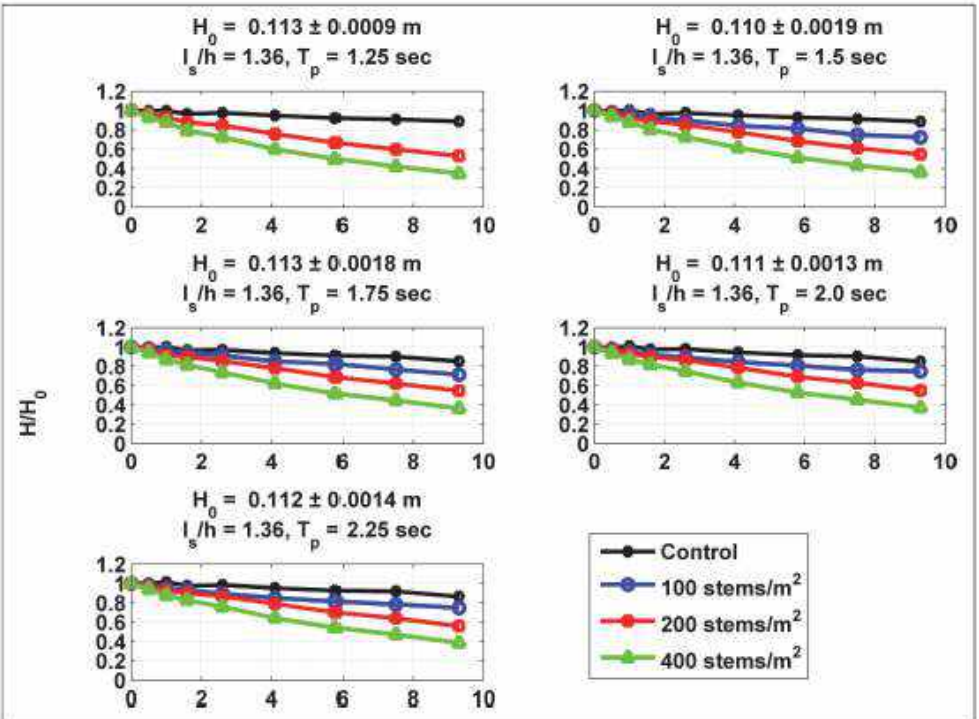 H0 = 0.113 ± 0.0009 m
ls/h = 1.36, Tp = 1.25 sec
1.2
1
0.8
0.6
0.4
0.2
0
0 2 4 6 8 10
H0 = 0.110 ± 0.0019 m
ls/h = 1.36, Tp = 1.5 sec
1.2
1
0.8
0.6
0.4
0.2
0
0 2 4 6 8 10
H0 = 0.113 ± 0.0018 m
ls/h = 1.36, Tp = 1.75 sec
1.2
1
0.8
0.6
0.4
0.2
0
0 2 4 6 8 10
H0 = 0.111 ± 0.0013 m
ls/h = 1.36, Tp = 2.0 sec
1.2
1
0.8
0.6
0.4
0.2
0
0 2 4 6 8 10
H/H0
H0 = 0.112 ± 0.0014 m
ls/h = 1.36, Tp = 2.25 sec
1.2
1
0.8
0.6
0.4
0.2
0
0 2 4 6 8 10
Control
100 stems/m²
200 stems/m²
400 stems/m²